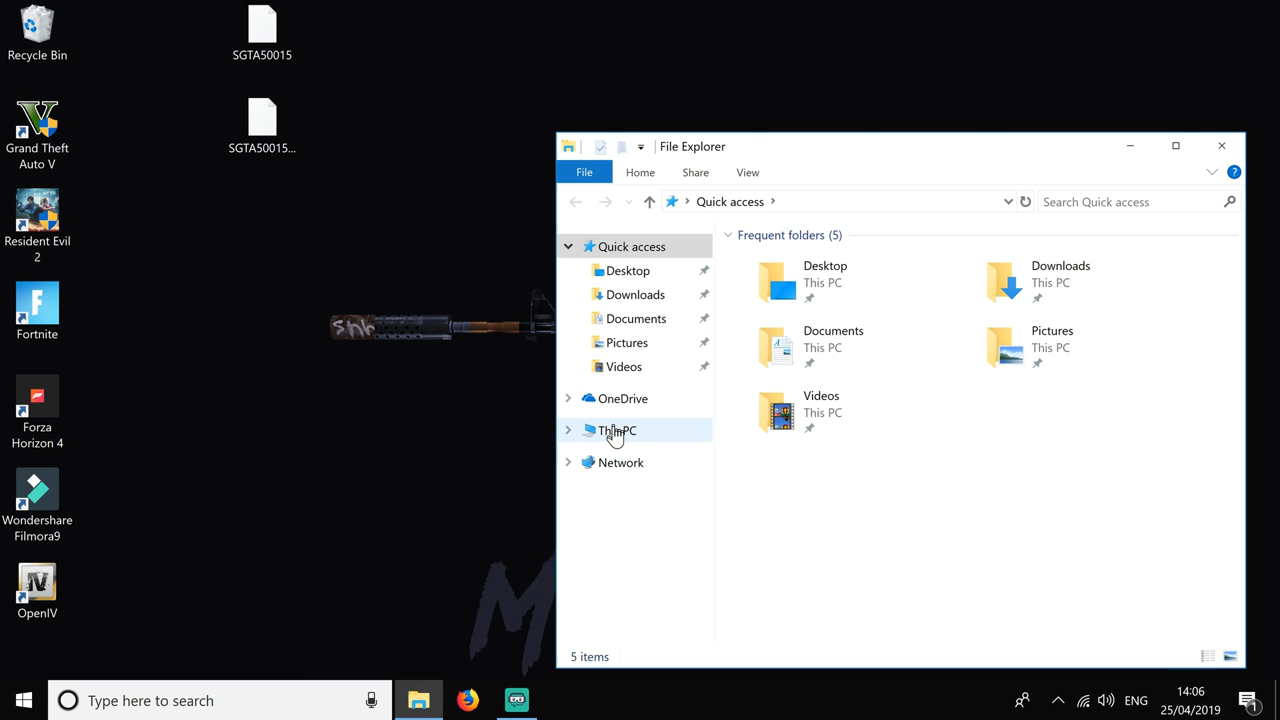 Recycle Bin
SGTA50015
Grand Theft
Auto V
SGTA50015...
Resident Evil
2
Fortnite
Forza
Horizon 4
Wondershare
Filmora9
OpenIV
shh
M
File Explorer
File
Home
Share
View
Quick access
Search Quick access
Quick access
Desktop
Downloads
Documents
Pictures
Videos
OneDrive
This PC
Network
Frequent folders (5)
Desktop
This PC
Downloads
This PC
Documents
This PC
Pictures
This PC
Videos
This PC
5 items
Type here to search
ENG
14:06
25/04/2019
1